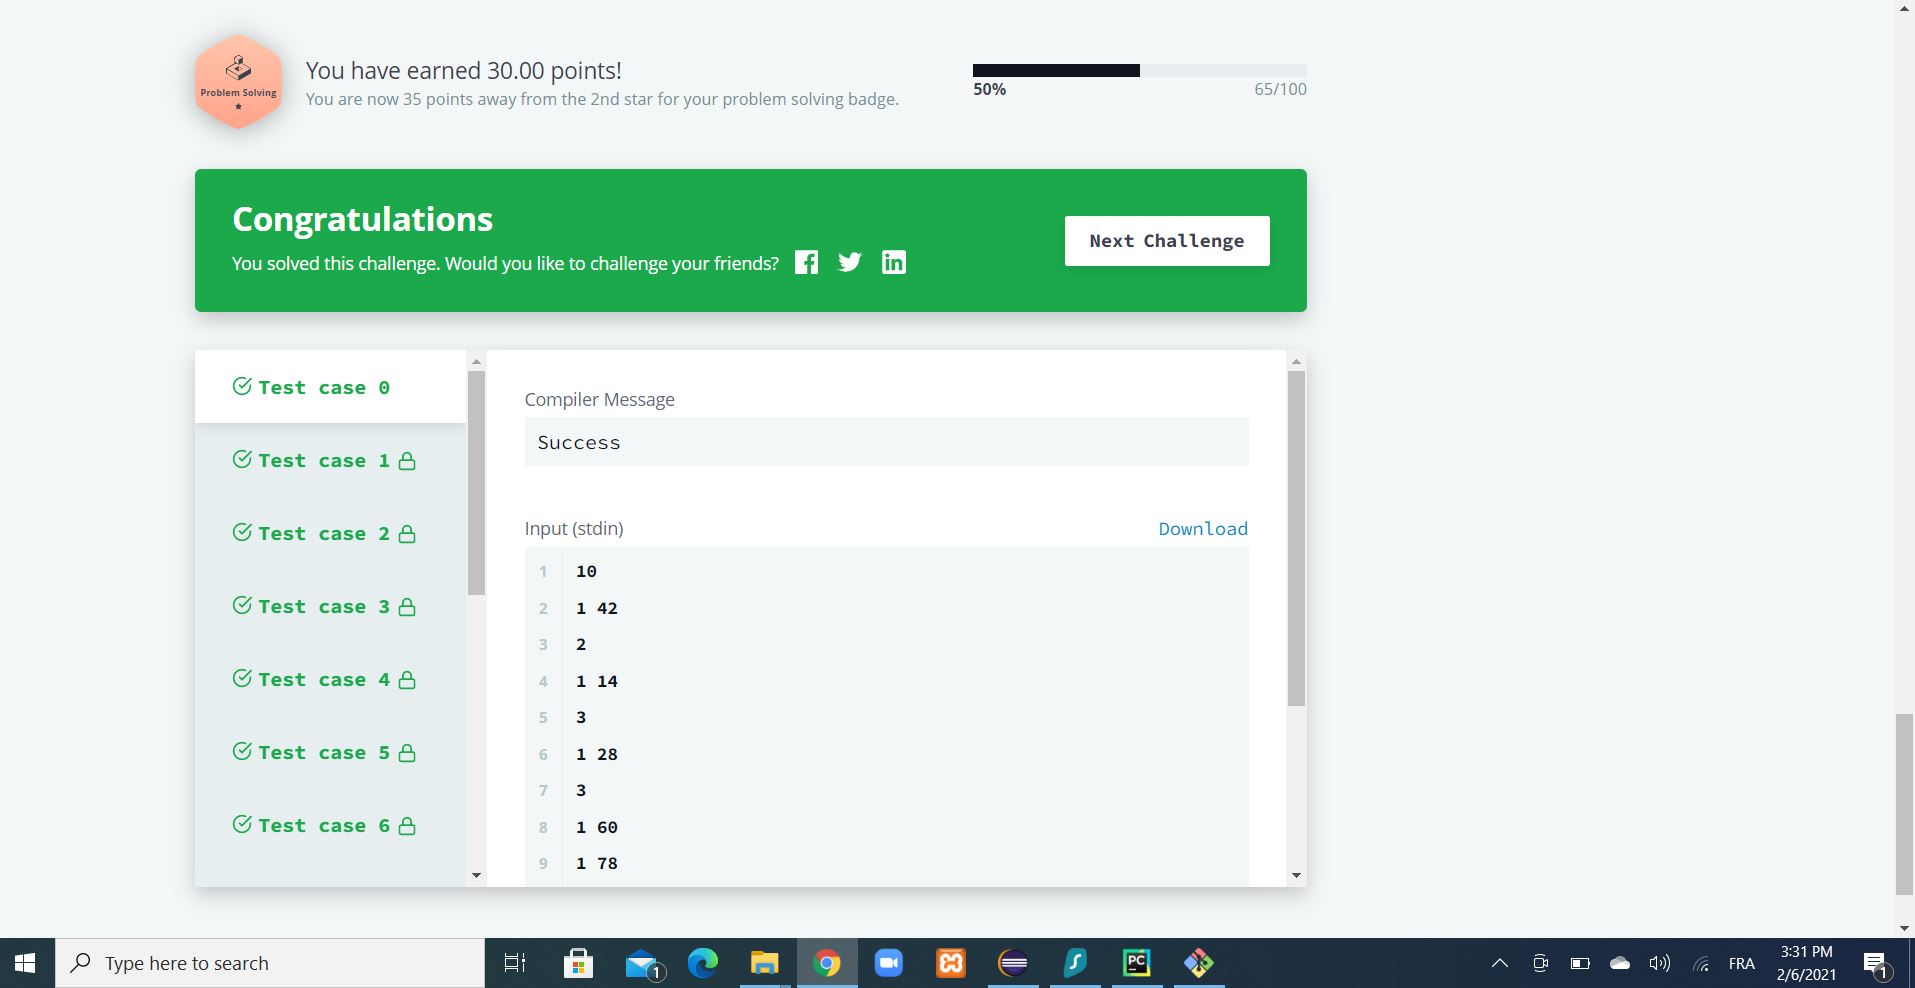 Problem Solving
You have earned 30.00 points!
You are now 35 points away from the 2nd star for your problem solving badge.
50%
65/100
Congratulations
You solved this challenge. Would you like to challenge your friends?
Next Challenge
Test case 0
Test case 1
Test case 2
Test case 3
Test case 4
Test case 5
Test case 6
Compiler Message
Success
Input (stdin)
Download
1 10
2 1 42
3 2
4 1 14
5 3
6 1 28
7 3
8 1 60
9 1 78
Type here to search
1
PC
FRA
3:31 PM
2/6/2021
1